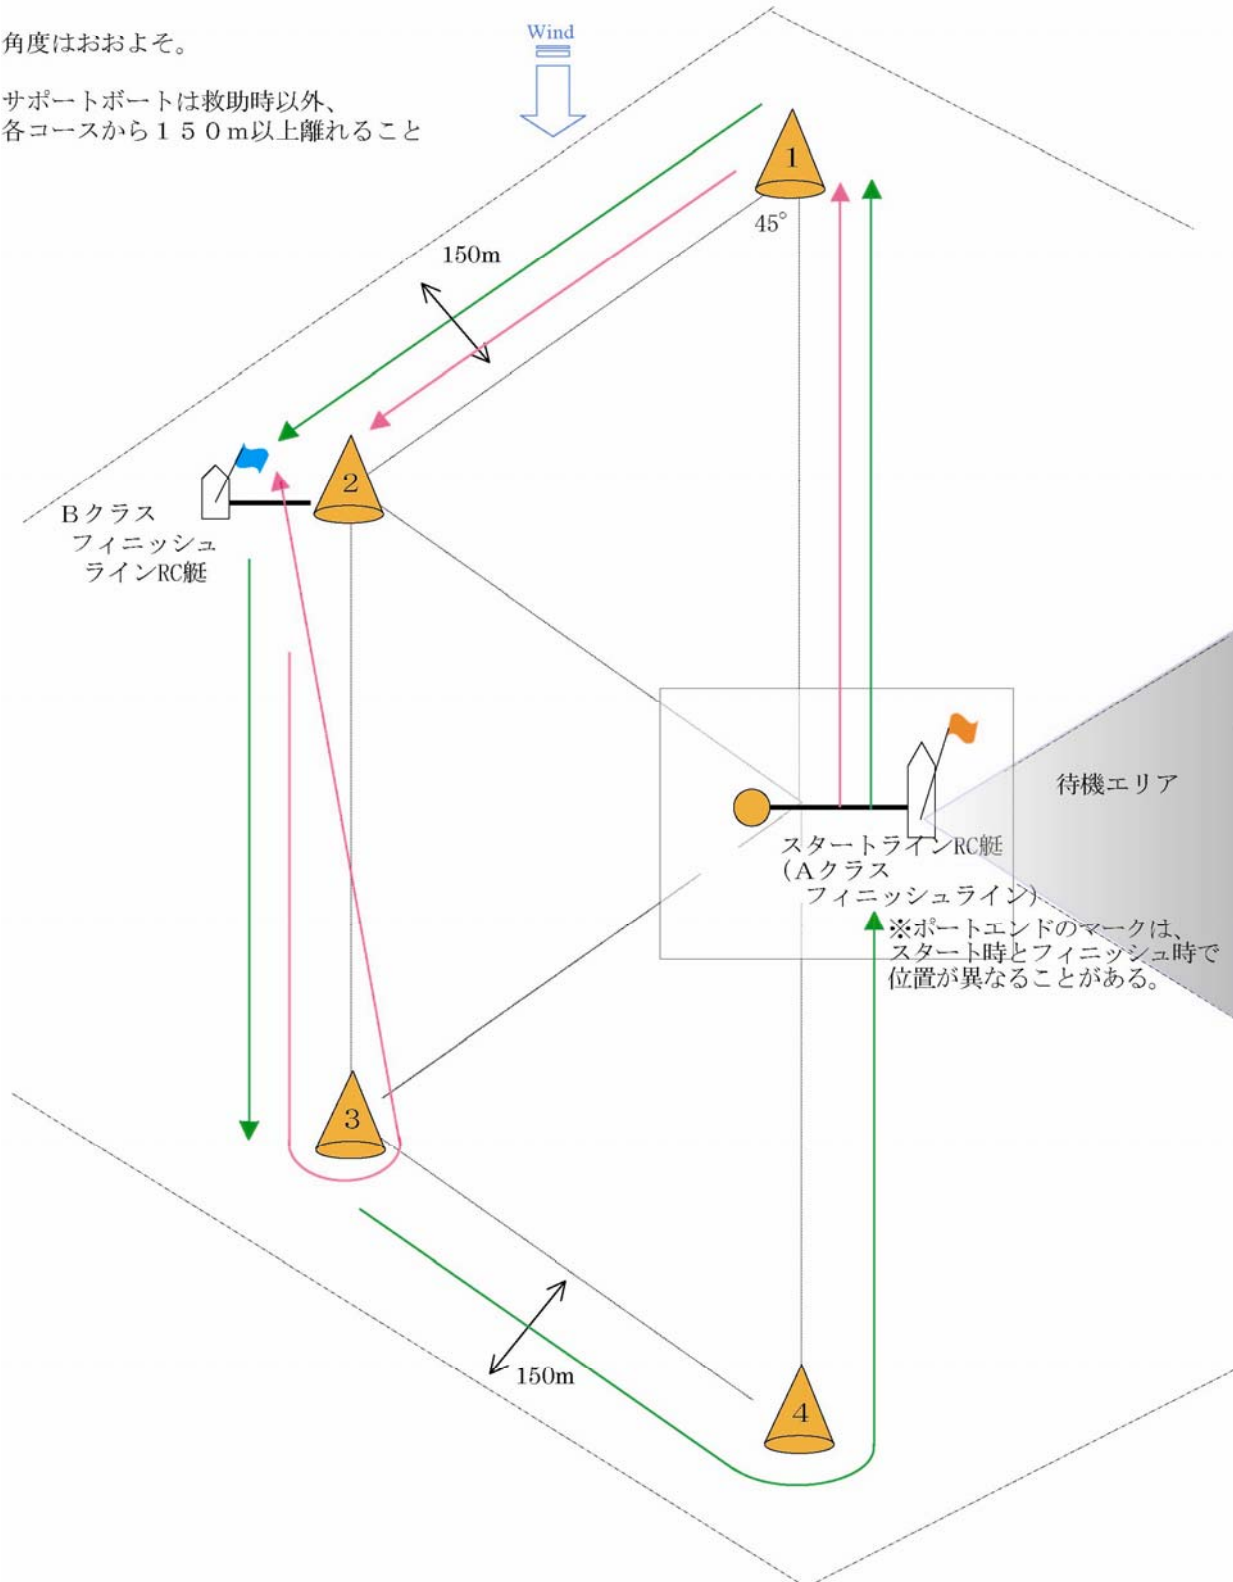 角度はおおよそ。
Wind
サポートボートは救助時以外、
各コースから１５０ｍ以上離れること
1
45°
150m
2
Ｂクラス
フィニッシュ
ラインRC艇
待機エリア
スタートラインRC艇
（Ａクラス
フィニッシュライン）
※ポートエンドのマークは、
スタート時とフィニッシュ時で
位置が異なることがある。
3
150m
4